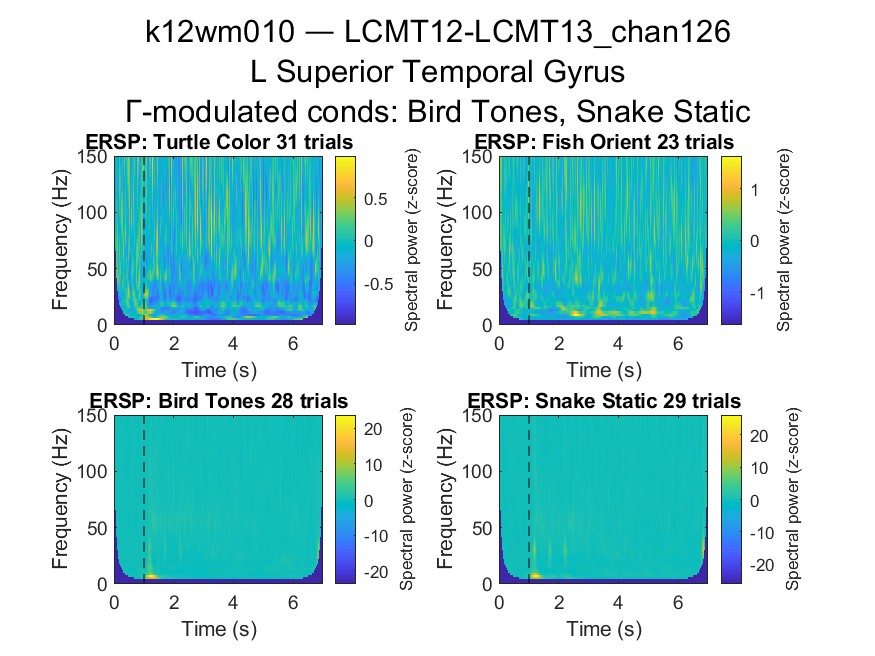 k12wm010 — LCMT12-LCMT13_chan126
L Superior Temporal Gyrus
Γ-modulated conds: Bird Tones, Snake Static
ERSP: Turtle Color 31 trials
150
100
50
0
Frequency (Hz)
0 2 4 6
Time (s)
0.5
0
-0.5
Spectral power (z-score)
ERSP: Fish Orient 23 trials
150
100
50
0
Frequency (Hz)
0 2 4 6
Time (s)
1
0
-1
Spectral power (z-score)
ERSP: Bird Tones 28 trials
150
100
50
0
Frequency (Hz)
0 2 4 6
Time (s)
20
10
0
-10
-20
Spectral power (z-score)
ERSP: Snake Static 29 trials
150
100
50
0
Frequency (Hz)
0 2 4 6
Time (s)
20
10
0
-10
-20
Spectral power (z-score)